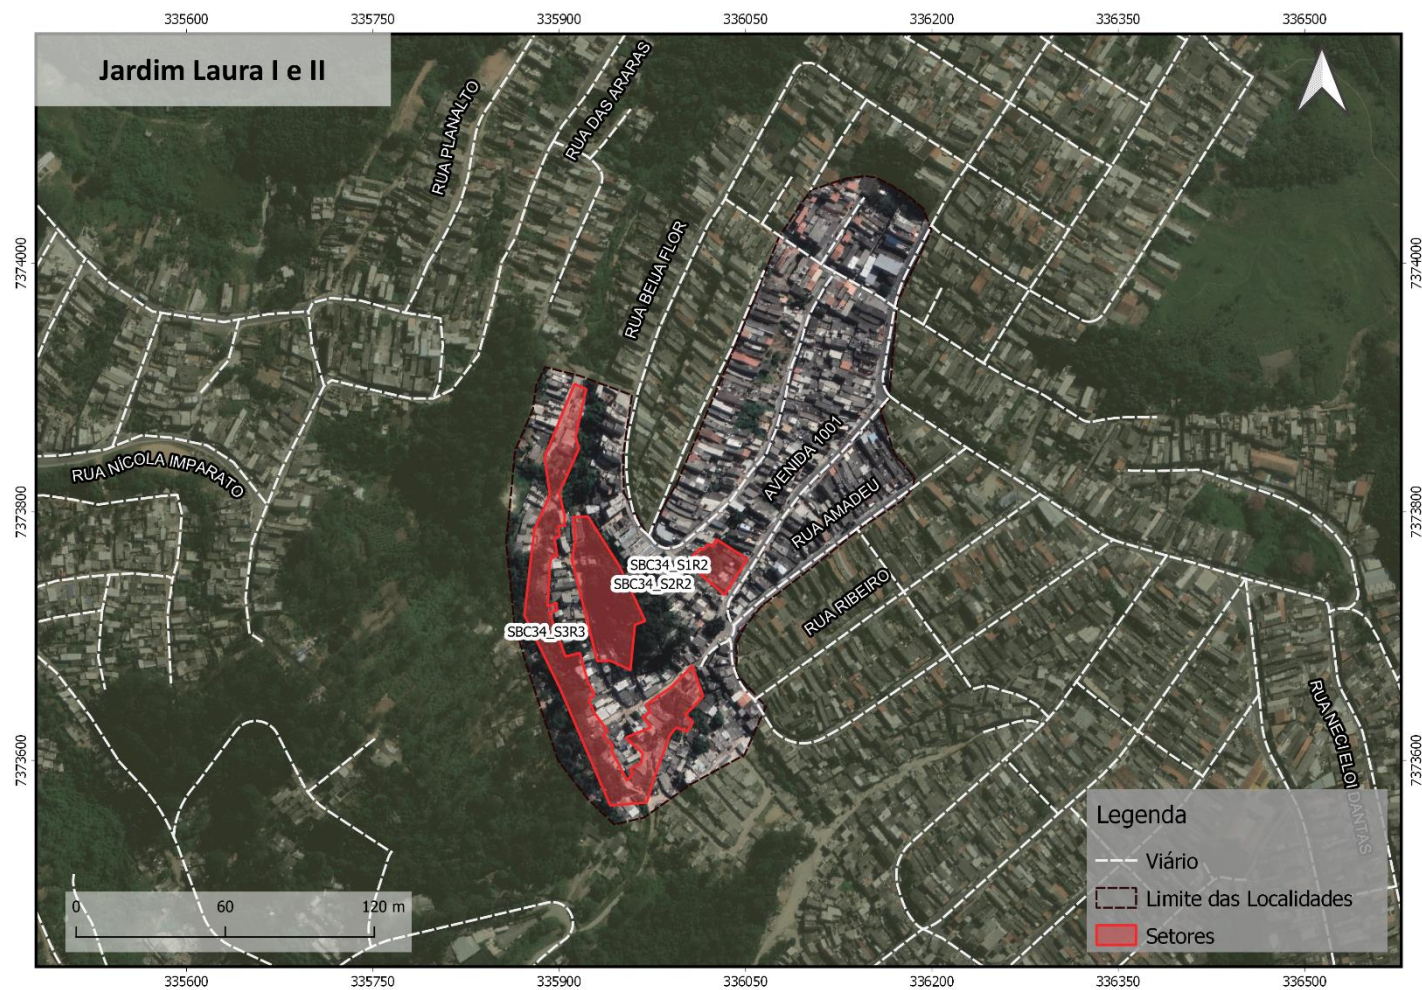 335600 335750 335900 336050 336200 336350 336500
Jardim Laura I e II
RUA PLANALTO
RUA DAS ARARAS
RUA BEIJA FLOR
7374000
7374000
RUA NÍCOLA IMPARATO
AVENIDA 1001
RUA AMADEU
7373800
7373800
SBC34_S1R2
SBC34_S2R2
RUA RIBEIRO
SBC34_S3R3
RUA NECI ELOI DANTAS
7373600
7373600
Legenda
Viário
Limite das Localidades
Setores
0 60 120 m
335600 335750 335900 336050 336200 336350 336500